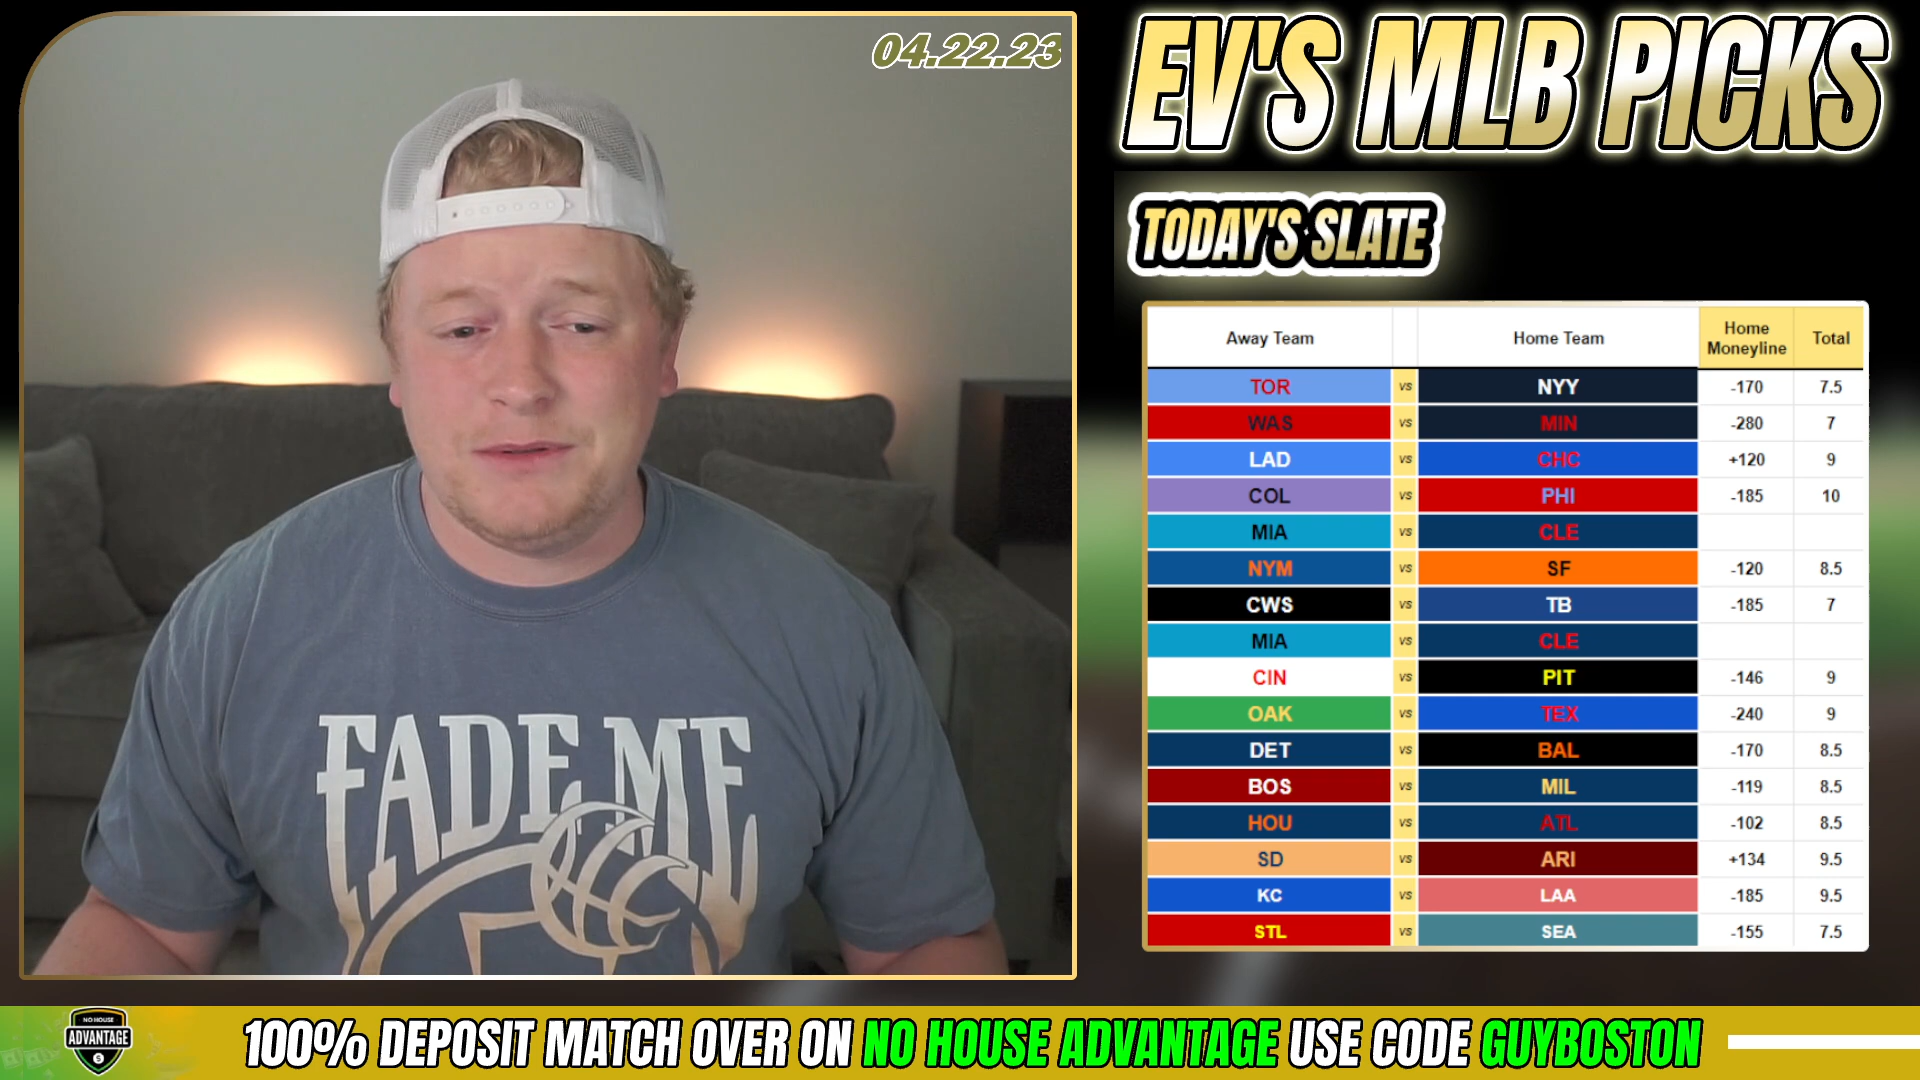 04.22.23
EV'S MLB PICKS
TODAY'S SLATE
Away Team Home Team Home Moneyline Total
TOR vs NYY -170 7.5
WAS vs MIN -280 7
LAD vs CHC +120 9
COL vs PHI -185 10
MIA vs CLE
NYM vs SF -120 8.5
CWS vs TB -185 7
MIA vs CLE
CIN vs PIT -146 9
OAK vs TEX -240 9
DET vs BAL -170 8.5
BOS vs MIL -119 8.5
HOU vs ATL -102 8.5
SD vs ARI +134 9.5
KC vs LAA -185 9.5
STL vs SEA -155 7.5
FADE ME
NO HOUSE
ADVANTAGE
$
100% DEPOSIT MATCH OVER ON NO HOUSE ADVANTAGE USE CODE GUYBOSTON